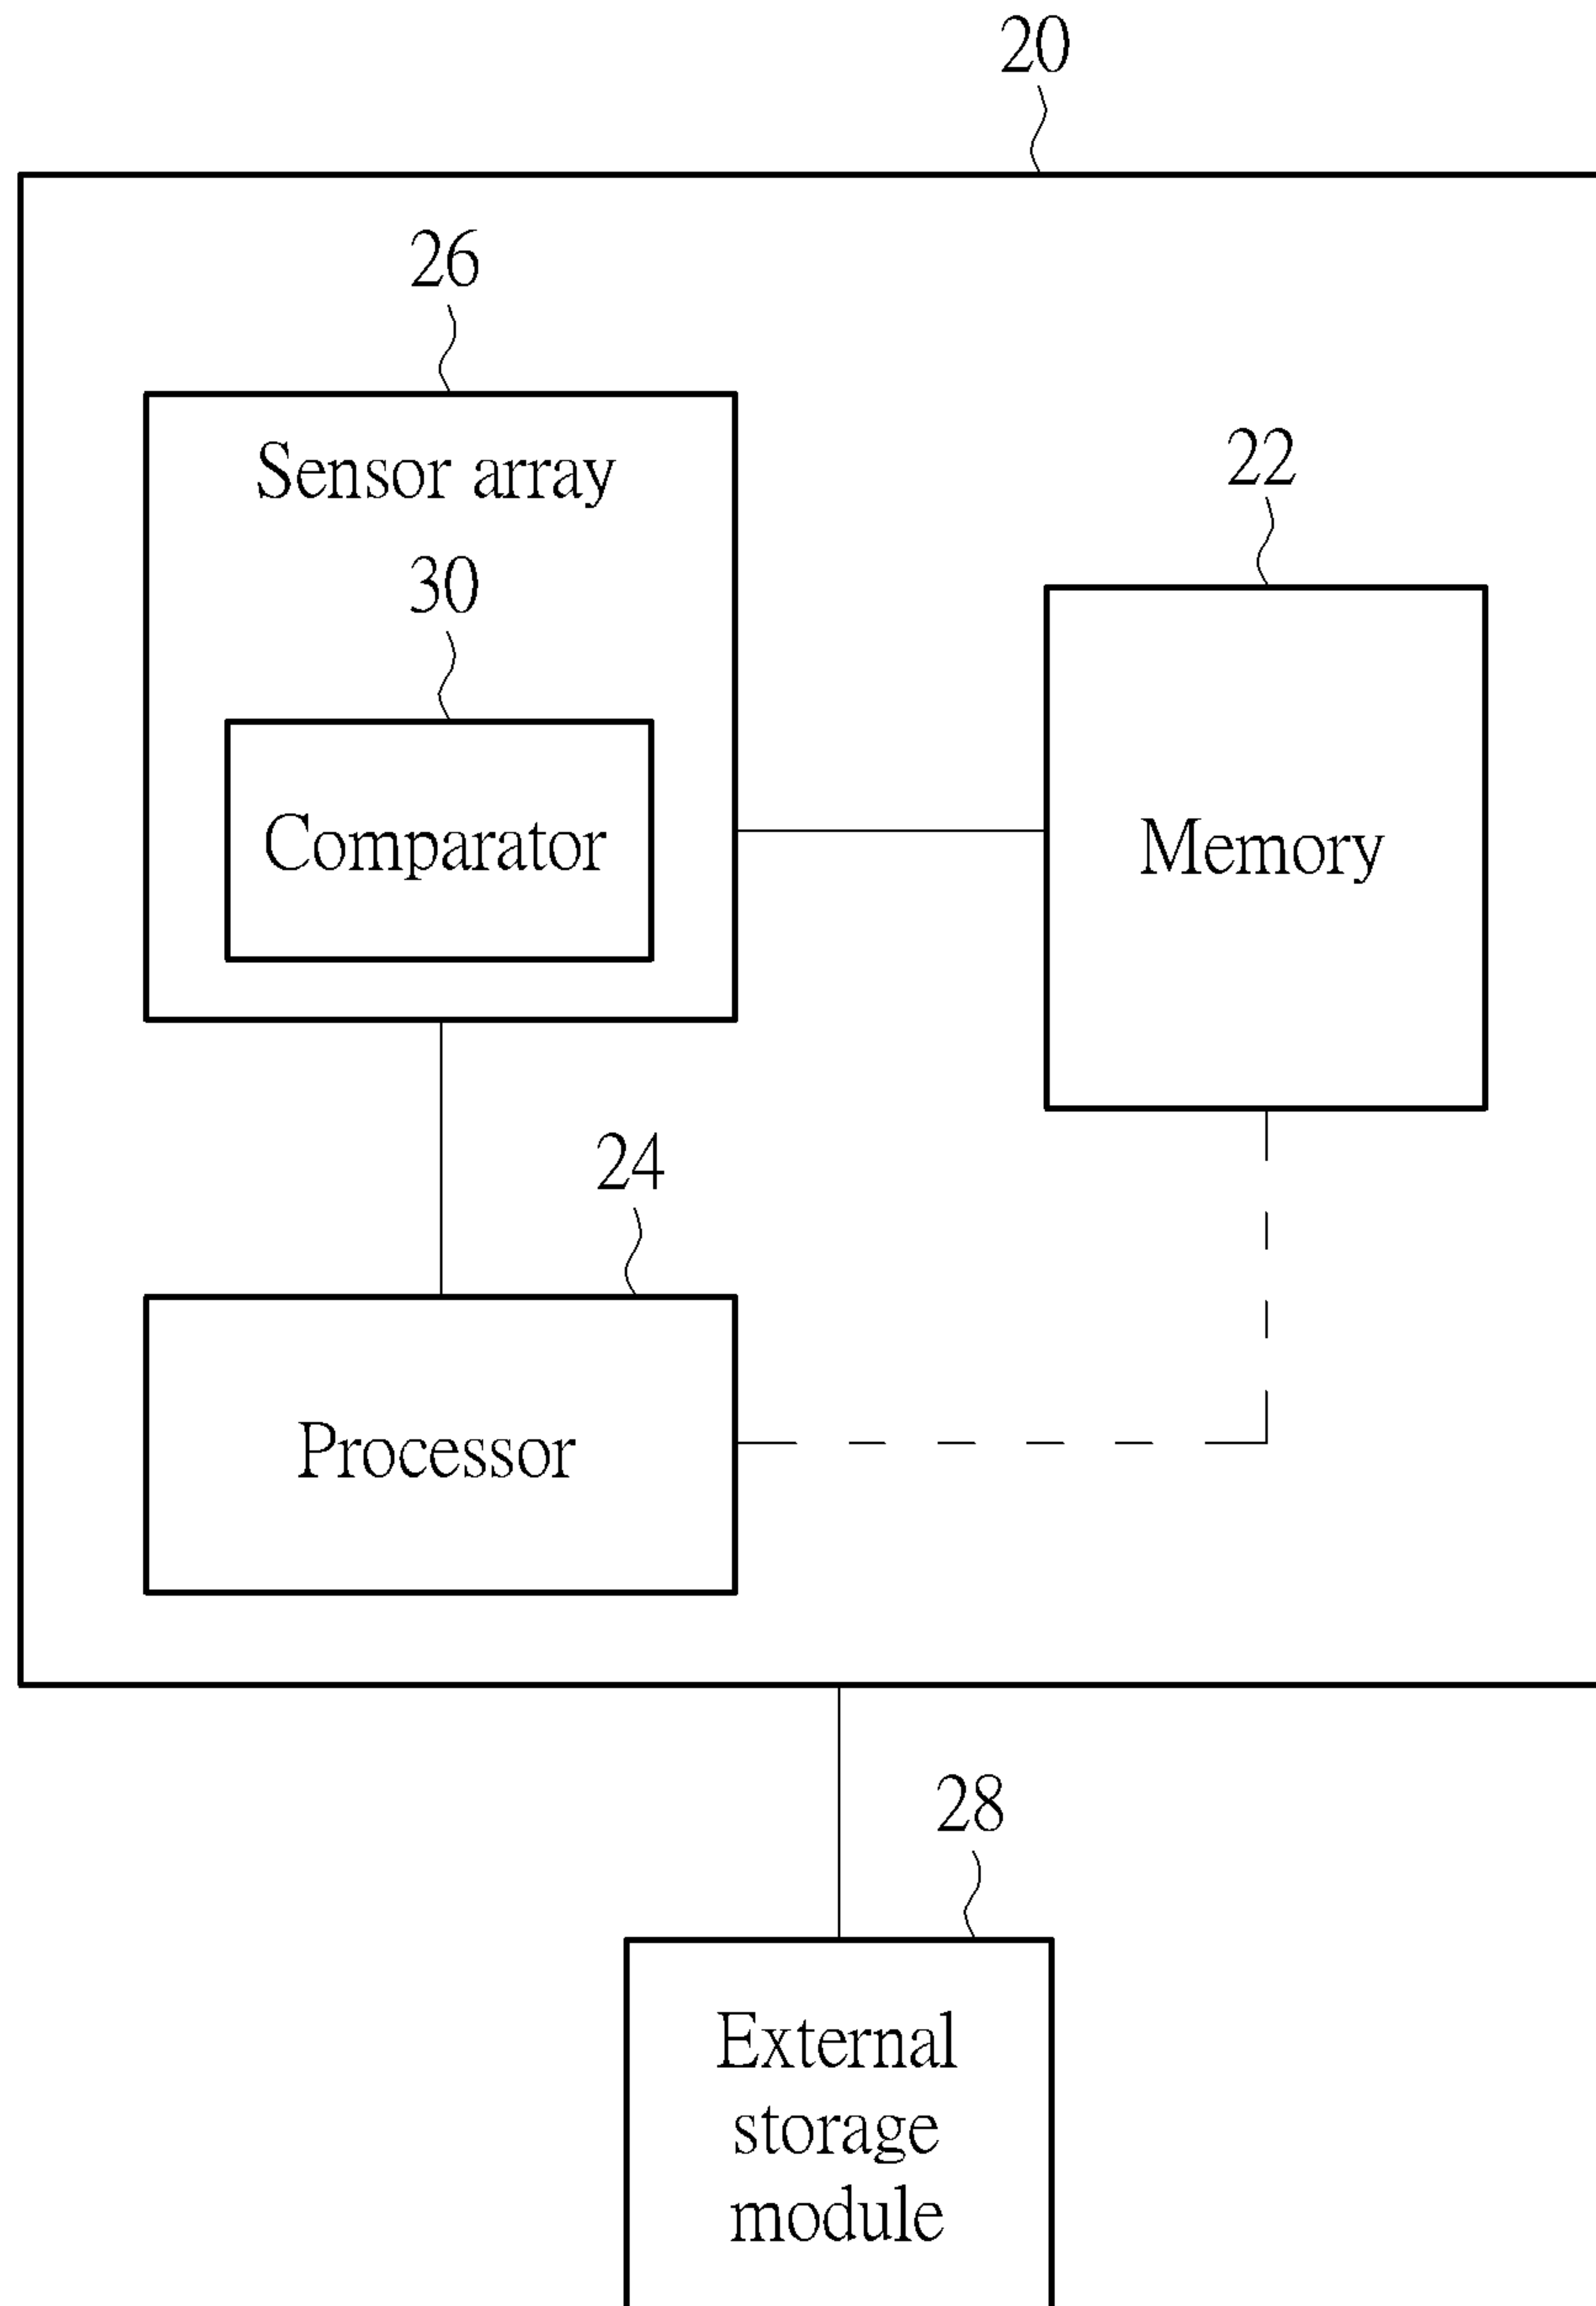 20
26
Sensor array
22
30
Comparator
Memory
24
Processor
28
External
storage
module